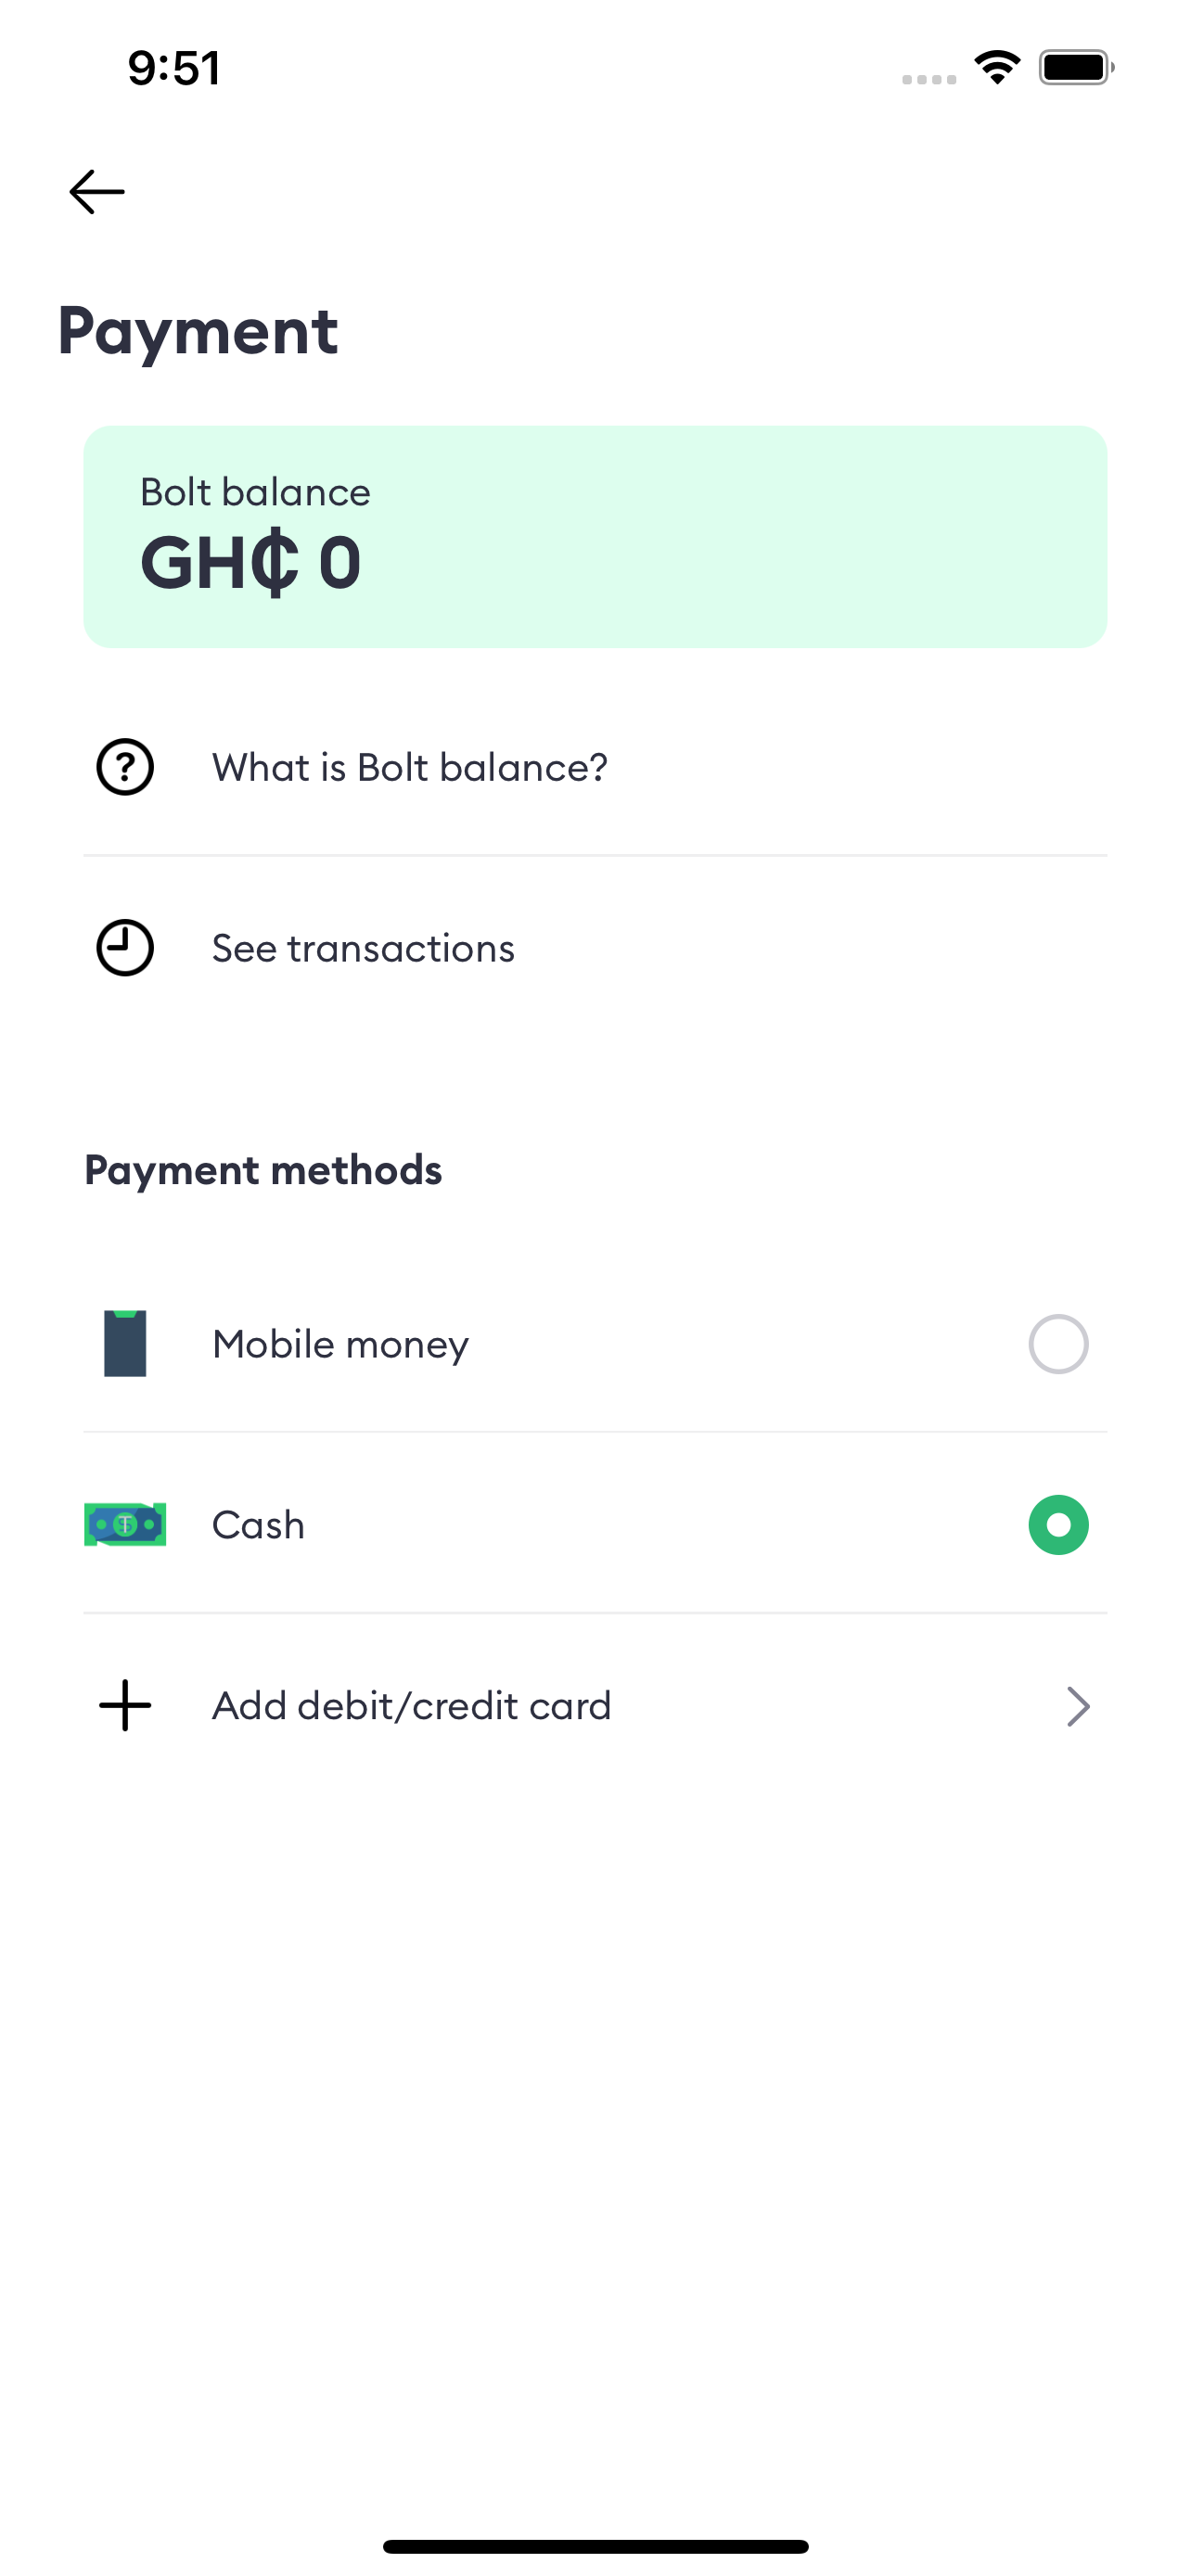 9:51
Payment
Bolt balance
GH₵ 0
What is Bolt balance?
See transactions
Payment methods
Mobile money
Cash
Add debit/credit card